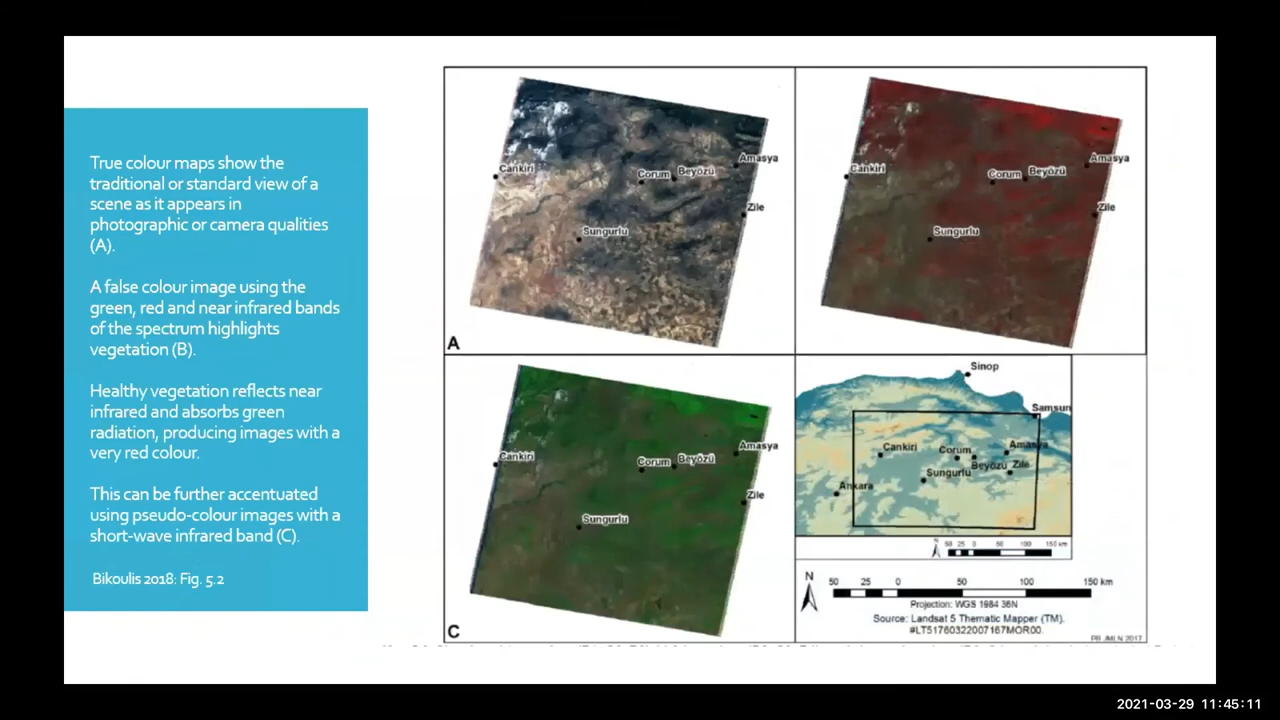 True colour maps show the
traditional or standard view of a
scene as it appears in
photographic or camera qualities
(A).
A false colour image using the
green, red and near infrared bands
of the spectrum highlights
vegetation (B).
Healthy vegetation reflects near
infrared and absorbs green
radiation, producing images with a
very red colour.
This can be further accentuated
using pseudo-colour images with a
short-wave infrared band (C).
Bikoulis 2018: Fig. 5.2
Cankiri
Corum
Beyözü
Amasya
Zile
Sungurlu
A
Cankiri
Corum
Beyözü
Amasya
Zile
Sungurlu
Cankiri
Corum
Beyözü
Amasya
Zile
Sungurlu
C
Sinop
Samsun
Cankiri
Corum
Amasya
Beyözü
Zile
Sungurlu
Ankara
N
50 25 0 50 100 150 km
N
50 25 0 50 100 150 km
Projection: WGS 1984 36N
Source: Landsat 5 Thematic Mapper (TM).
#LT51760322007167MOR00.
PB JMLN 2017
2021-03-29 11:45:11